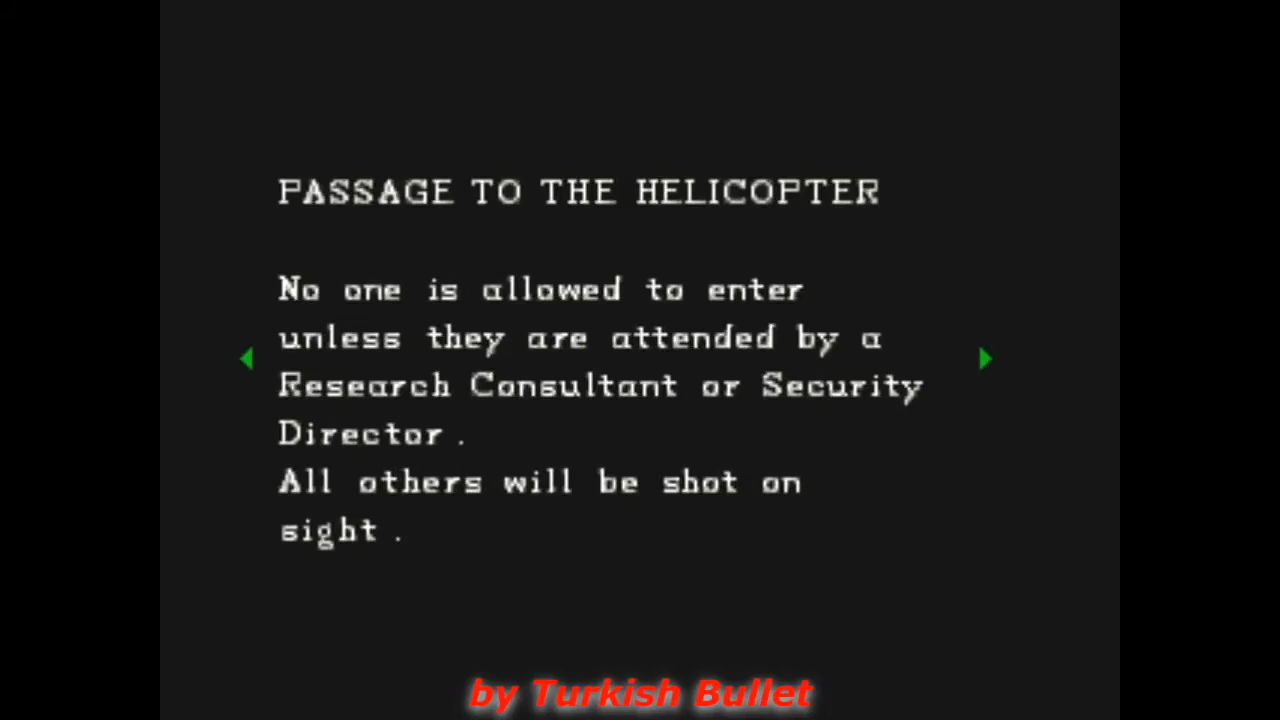 PASSAGE TO THE HELICOPTER
No one is allowed to enter
unless they are attended by a
Research Consultant or Security
Director.
All others will be shot on
sight.
by Turkish Bullet